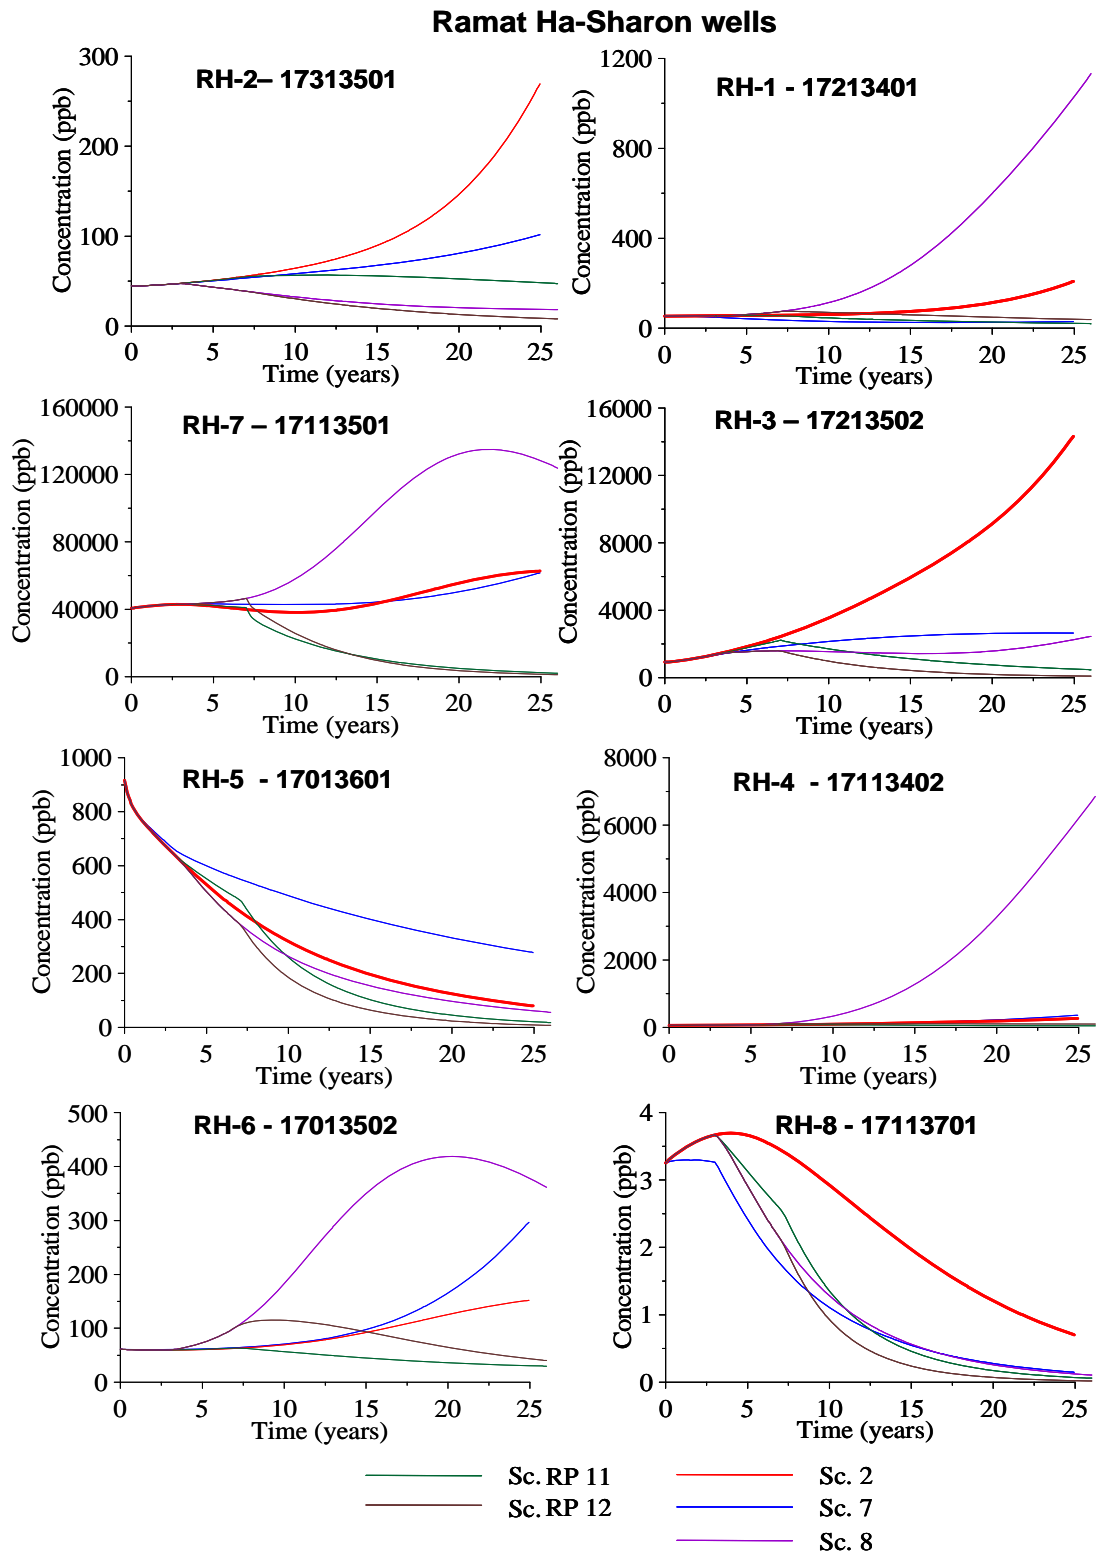 Ramat Ha-Sharon wells
RH-2– 17313501
Concentration (ppb)
300
200
100
0
0 5 10 15 20 25
Time (years)
RH-1 - 17213401
Concentration (ppb)
1200
800
400
0
0 5 10 15 20 25
Time (years)
RH-7 – 17113501
Concentration (ppb)
160000
120000
80000
40000
0
0 5 10 15 20 25
Time (years)
RH-3 – 17213502
Concentration (ppb)
16000
12000
8000
4000
0
0 5 10 15 20 25
Time (years)
RH-5 - 17013601
Concentration (ppb)
1000
800
600
400
200
0
0 5 10 15 20 25
Time (years)
RH-4 - 17113402
Concentration (ppb)
8000
6000
4000
2000
0
0 5 10 15 20 25
Time (years)
RH-6 - 17013502
Concentration (ppb)
500
400
300
200
100
0
0 5 10 15 20 25
Time (years)
RH-8 - 17113701
Concentration (ppb)
4
3
2
1
0
0 5 10 15 20 25
Time (years)
Sc. RP 11
Sc. RP 12
Sc. 2
Sc. 7
Sc. 8